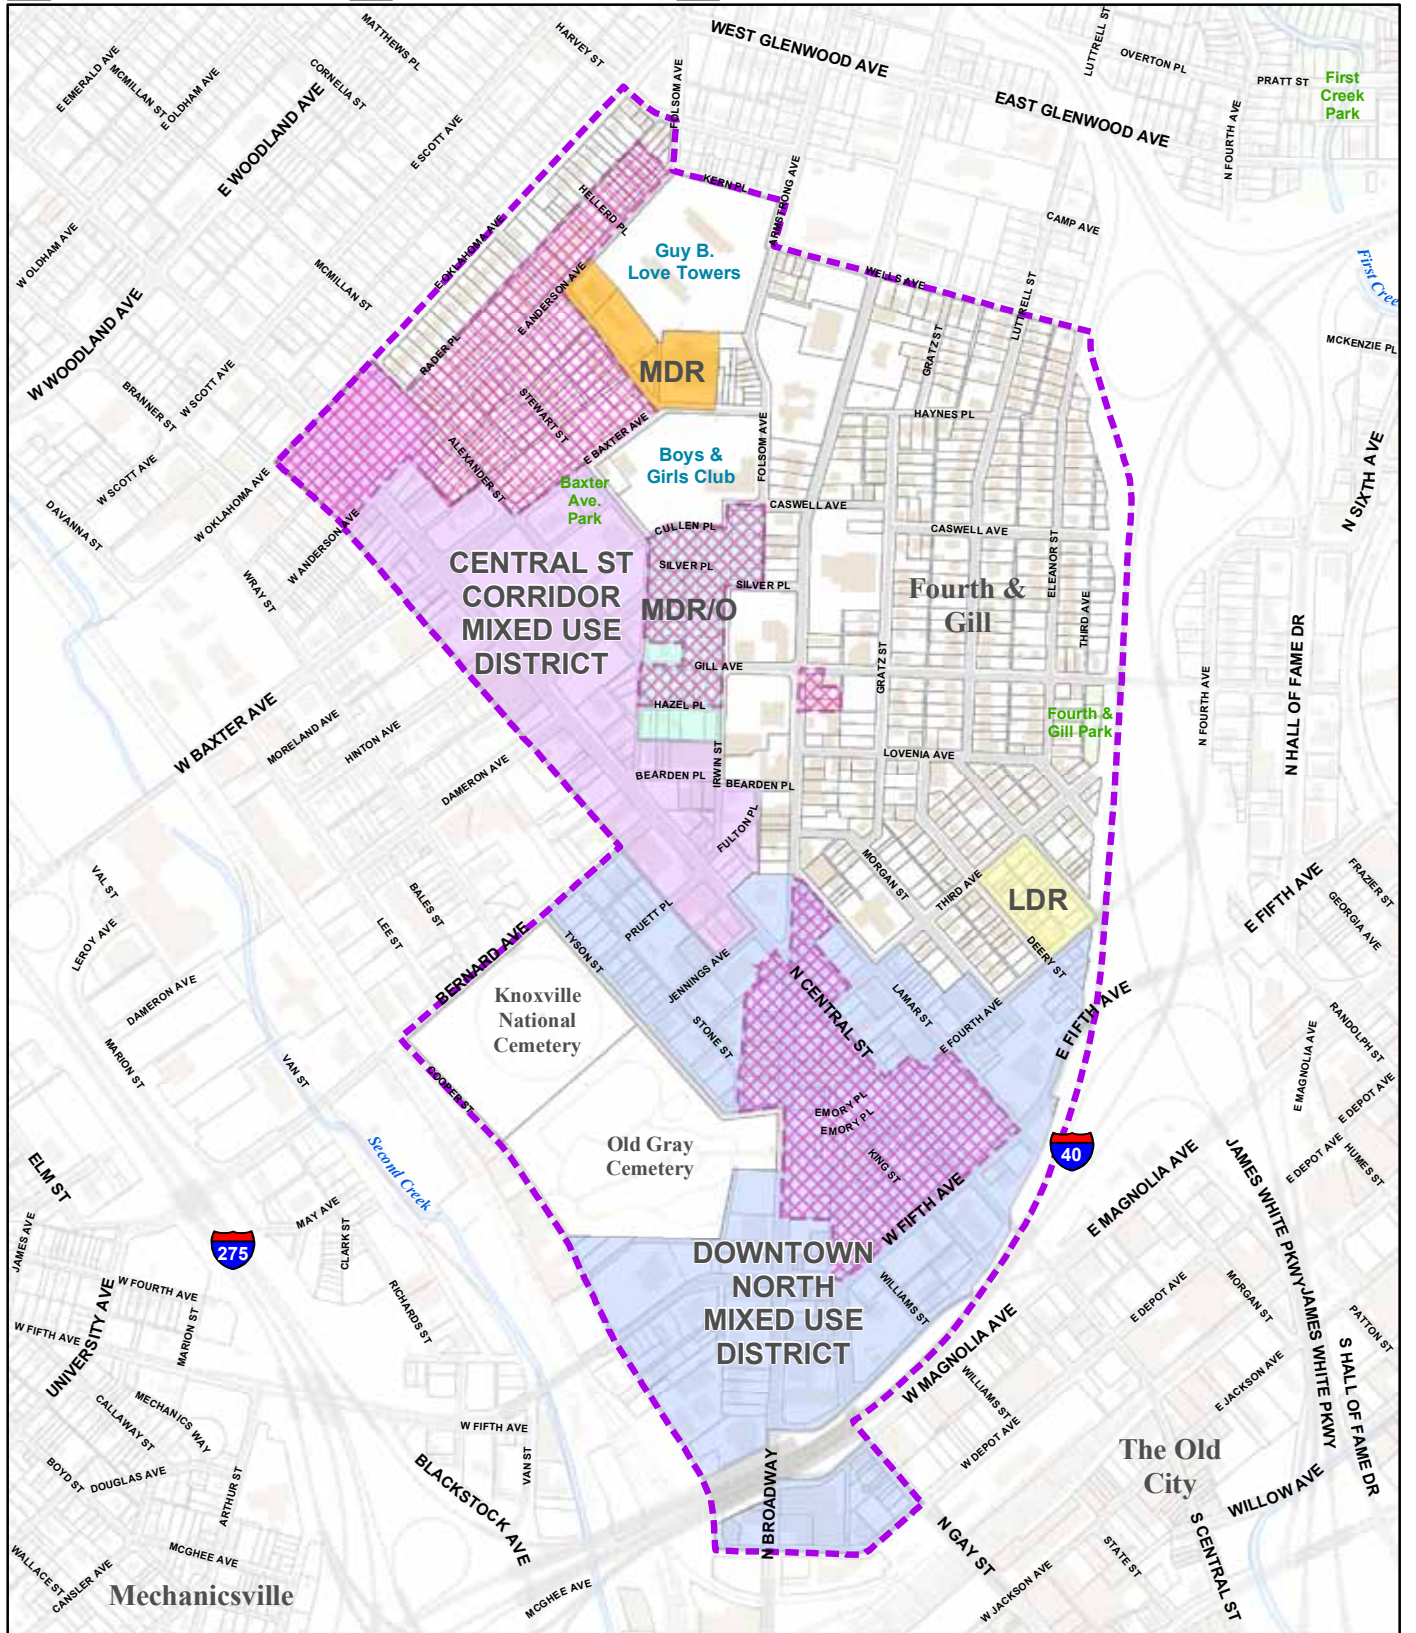 HARVEY ST
MATTHEWS PL
WEST GLENWOOD AVE
LUTTRELL ST
OVERTON PL
E EMERALD AVE
MCMILLAN ST
E OLDHAM AVE
CORNELIA ST
FOLSOM AVE
PRATT ST
First
Creek
Park
EAST GLENWOOD AVE
N FOURTH AVE
E WOODLAND AVE
E SCOTT AVE
KERN PL
ARMSTRONG AVE
HELLERD PL
CAMP AVE
W OLDHAM AVE
E OKLAHOMA AVE
Guy B.
Love Towers
MCMILLAN ST
E ANDERSON AVE
WELLS AVE
LUTTRELL ST
First Cree
W WOODLAND AVE
RADER PL
GRATZ ST
MCKENZIE PL
MDR
BRANNER ST
W SCOTT AVE
STEWART ST
HAYNES PL
E BAXTER AVE
FOLSOM AVE
ALEXANDER ST
Boys &
Girls Club
N SIXTH AVE
W SCOTT AVE
W OKLAHOMA AVE
Baxter
Ave.
Park
CASWELL AVE
DAVANNA ST
W ANDERSON AVE
CULLEN PL
CASWELL AVE
CENTRAL ST
CORRIDOR
MIXED USE
DISTRICT
SILVER PL
SILVER PL
WRAY ST
MDR/O
Fourth &
Gill
ELEANOR ST
THIRD AVE
GILL AVE
GRATZ ST
N HALL OF FAME DR
N FOURTH AVE
HAZEL PL
Fourth &
Gill Park
W BAXTER AVE
MORELAND AVE
HINTON AVE
DAMERON AVE
LOVENIA AVE
BEARDEN PL
IRWIN ST
BEARDEN PL
FULTON PL
MORGAN ST
THIRD AVE
LDR
DEERY ST
FRAZIER ST
GEORGIA AVE
E FIFTH AVE
VAL ST
LEROY AVE
BALES ST
LEE ST
PRUETT PL
TYSON ST
BERNARD AVE
JENNINGS AVE
N CENTRAL ST
LAMAR ST
E FOURTH AVE
E FIFTH AVE
DAMERON AVE
Knoxville
National
Cemetery
STONE ST
RANDOLPH ST
MARION ST
VAN ST
COOPER ST
E MAGNOLIA AVE
E DEPOT AVE
EMORY PL
EMORY PL
KING ST
Second Creek
Old Gray
Cemetery
40
E DEPOT AVE
HUMES ST
ELM ST
W FIFTH AVE
E MAGNOLIA AVE
JAMES WHITE PKWY
JAMES AVE
MAY AVE
CLARK ST
275
DOWNTOWN
NORTH
MIXED USE
DISTRICT
WILLIAMS ST
W FOURTH AVE
RICHARDS ST
E DEPOT AVE
MORGAN ST
PATTON ST
W FIFTH AVE
UNIVERSITY AVE
MARION ST
W MAGNOLIA AVE
JAMES WHITE PKWY
S HALL OF FAME DR
WILLIAMS ST
E JACKSON AVE
MECHANICS WAY
CALLAWAY ST
W FIFTH AVE
W DEPOT AVE
The Old
City
BOYD ST
DOUGLAS AVE
VAN ST
ARTHUR ST
BLACKSTOCK AVE
N BROADWAY
WILLOW AVE
N GAY ST
S CENTRAL ST
STATE ST
MCGHEE AVE
WALLACE ST
CANSLER AVE
Mechanicsville
MCGHEE AVE
W JACKSON AVE